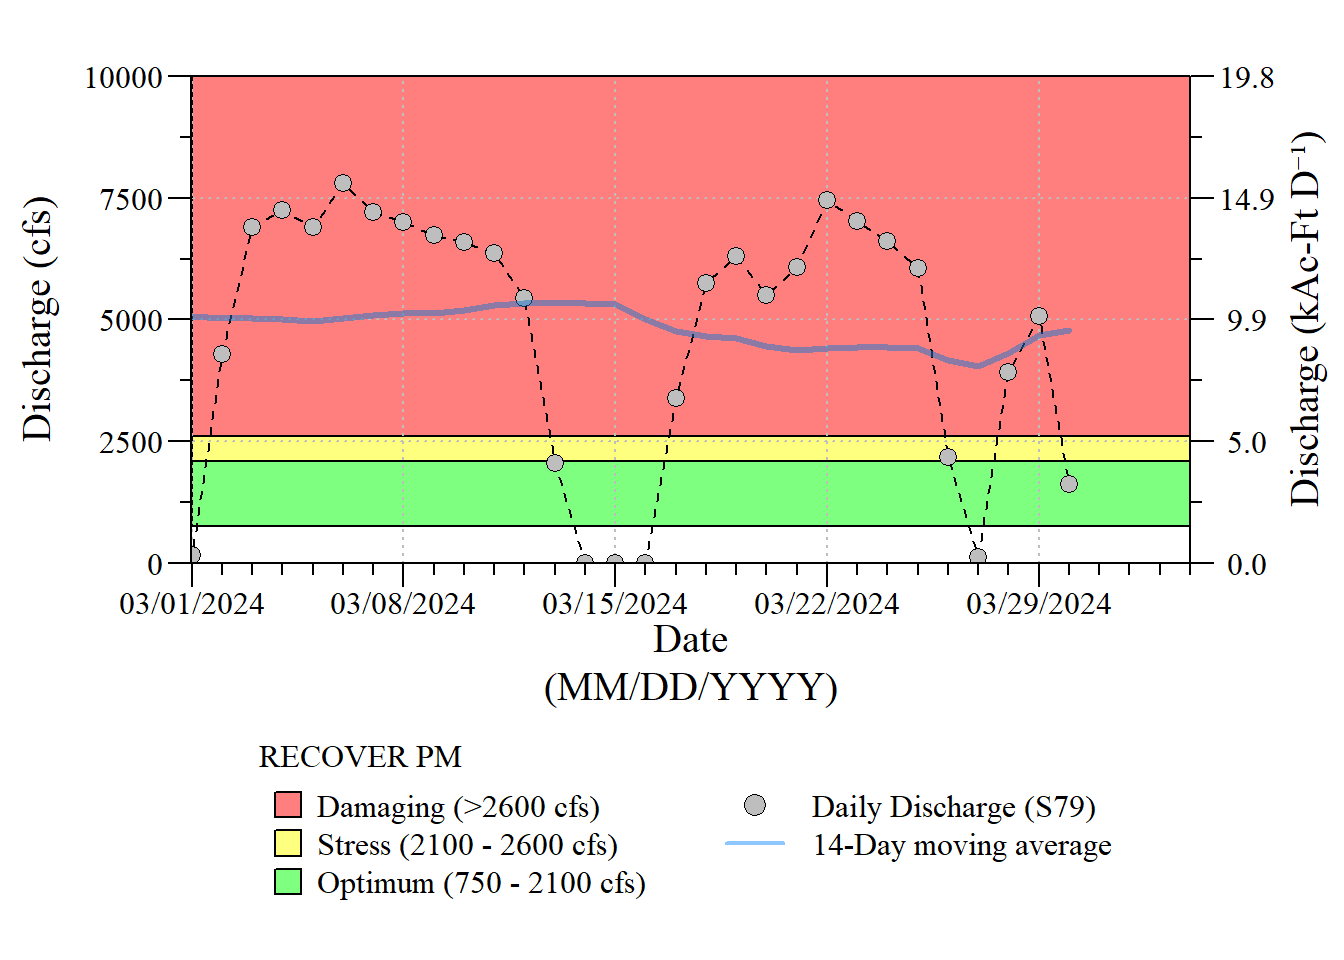 10000
7500
5000
2500
0
Discharge (cfs)
19.8
14.9
9.9
5.0
0.0
Discharge (kAc-Ft D⁻¹)
03/01/2024 03/08/2024 03/15/2024 03/22/2024 03/29/2024
Date
(MM/DD/YYYY)
RECOVER PM
Damaging (>2600 cfs)
Stress (2100 - 2600 cfs)
Optimum (750 - 2100 cfs)
Daily Discharge (S79)
14-Day moving average